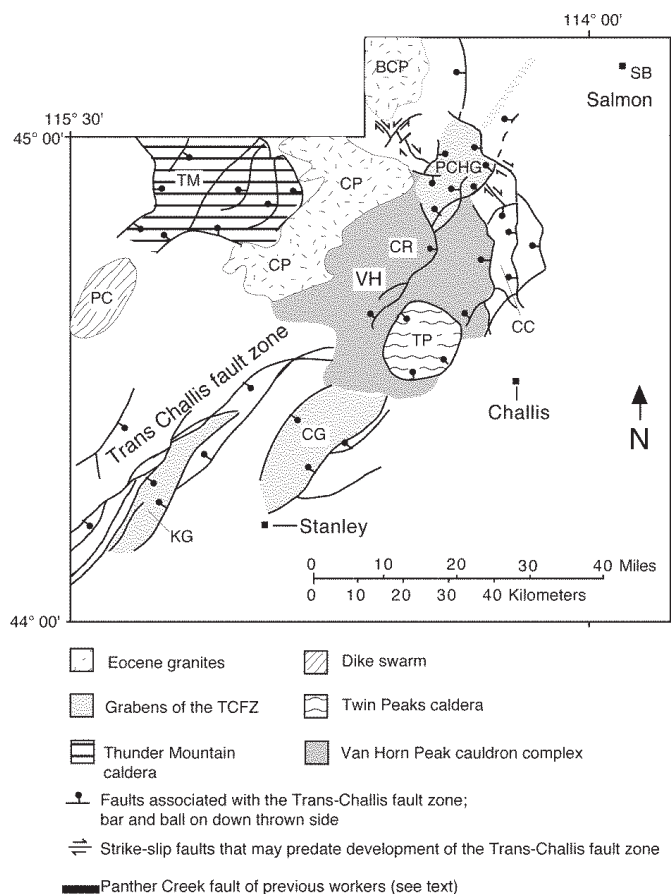 114° 00'
BCP
SB
Salmon
115° 30'
45° 00'
PCHG
TM
CP
CR
CP
VH
PC
CC
TP
Trans Challis fault zone
Challis
N
CG
Stanley
KG
0 10 20 30 40 Miles
0 10 20 30 40 Kilometers
44° 00'
Eocene granites
Dike swarm
Grabens of the TCFZ
Twin Peaks caldera
Thunder Mountain
caldera
Van Horn Peak cauldron complex
Faults associated with the Trans-Challis fault zone;
bar and ball on down thrown side
Strike-slip faults that may predate development of the Trans-Challis fault zone
Panther Creek fault of previous workers (see text)